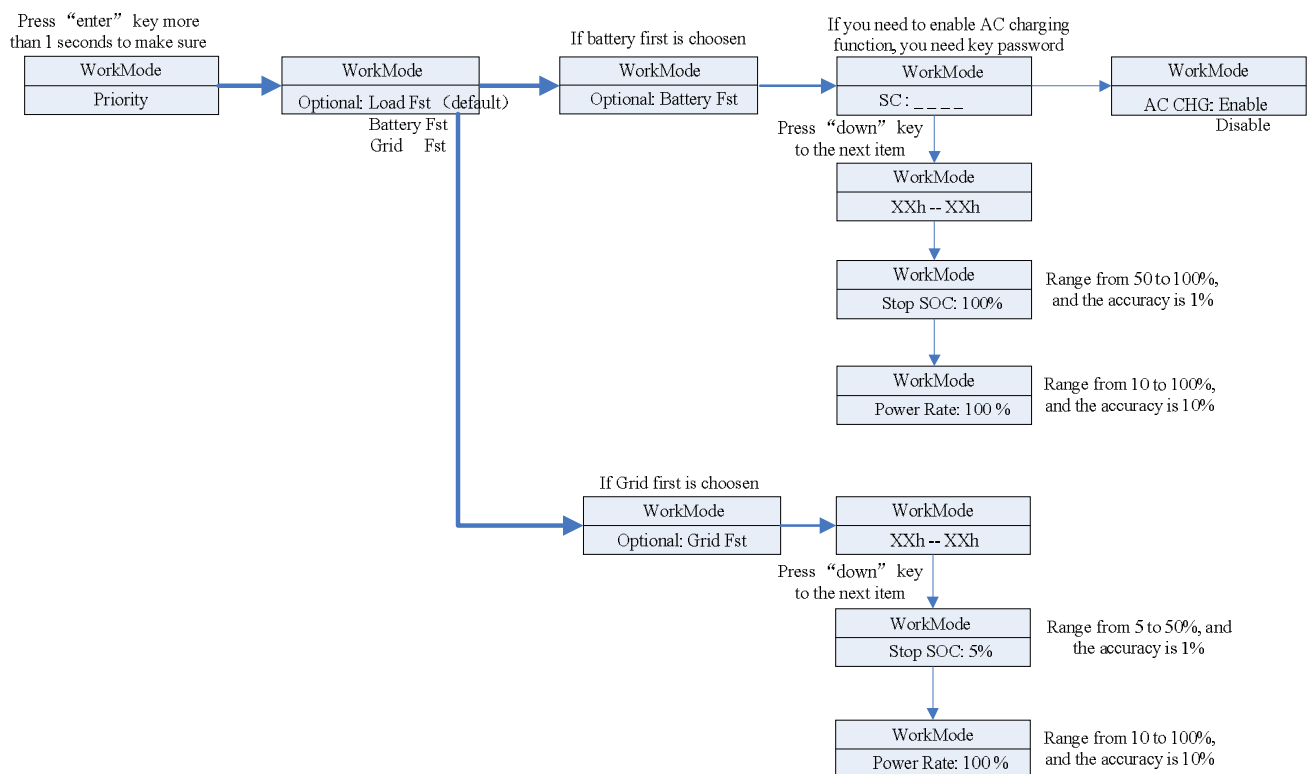 Press “enter” key more
than 1 seconds to make sure
WorkMode
Priority
WorkMode
Optional: Load Fst （default）
Battery Fst
Grid Fst
If battery first is choosen
WorkMode
Optional: Battery Fst
If you need to enable AC charging
function, you need key password
WorkMode
SC : _ _ _ _
WorkMode
AC CHG: Enable
Disable
Press “down” key
to the next item
WorkMode
XXh -- XXh
WorkMode
Stop SOC: 100%
Range from 50 to 100%,
and the accuracy is 1%
WorkMode
Power Rate: 100 %
Range from 10 to 100%,
and the accuracy is 10%
If Grid first is choosen
WorkMode
Optional: Grid Fst
WorkMode
XXh -- XXh
Press “down” key
to the next item
WorkMode
Stop SOC: 5%
Range from 5 to 50%, and
the accuracy is 1%
WorkMode
Power Rate: 100 %
Range from 10 to 100%,
and the accuracy is 10%